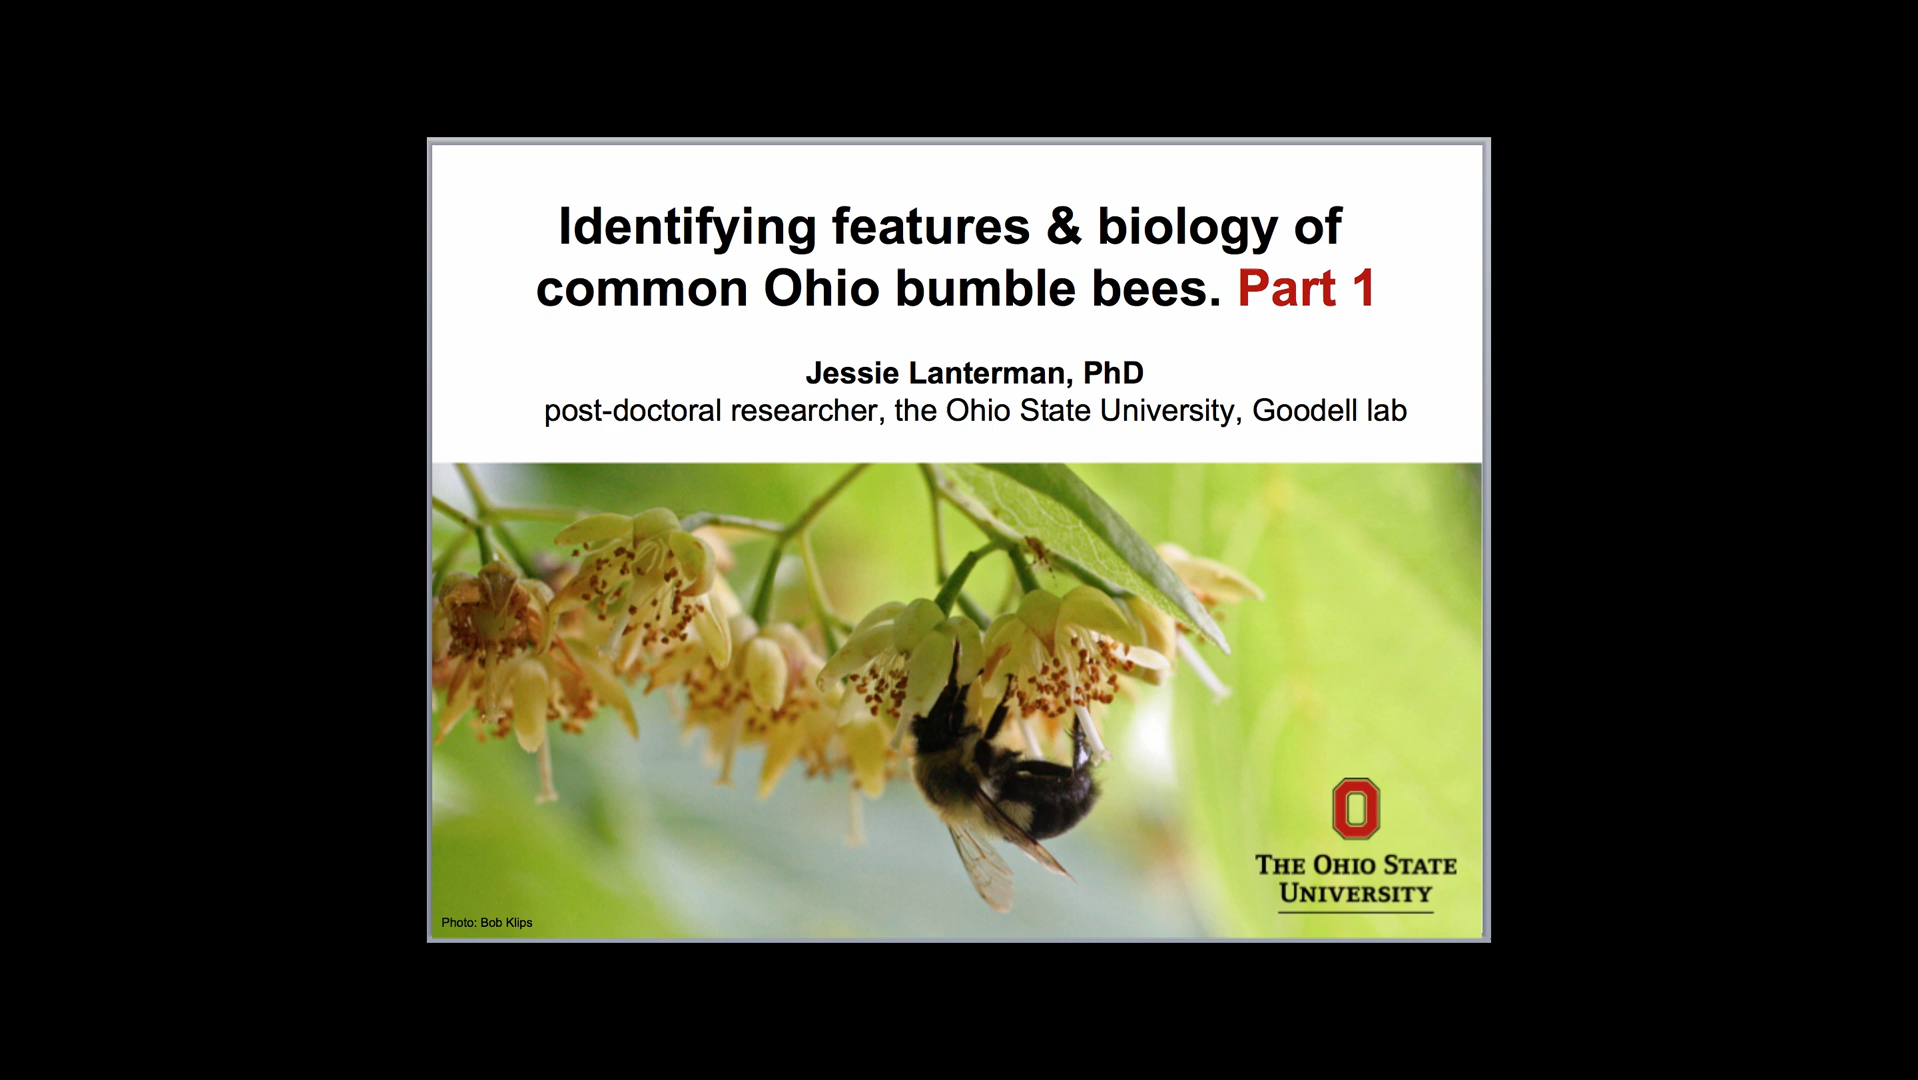 Identifying features & biology of
common Ohio bumble bees. Part 1
Jessie Lanterman, PhD
post-doctoral researcher, the Ohio State University, Goodell lab
O
THE OHIO STATE
UNIVERSITY
Photo: Bob Klips